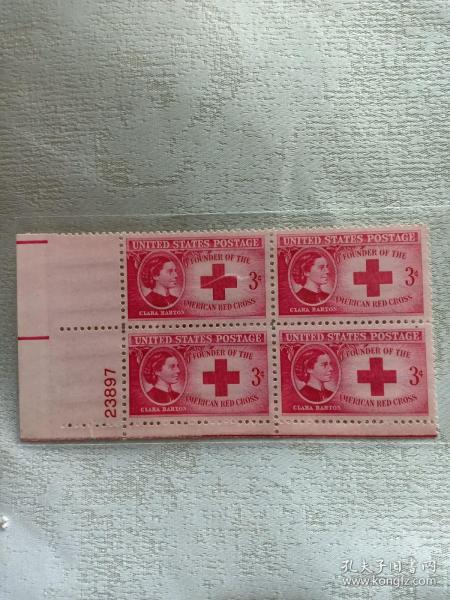 UNITED STATES POSTAGE
FOUNDER OF THE
3¢
AMERICAN RED CROSS
CLARA BARTON
UNITED STATES POSTAGE
FOUNDER OF THE
3¢
AMERICAN RED CROSS
CLARA BARTON
UNITED STATES POSTAGE
FOUNDER OF THE
3¢
AMERICAN RED CROSS
CLARA BARTON
UNITED STATES POSTAGE
FOUNDER OF THE
3¢
AMERICAN RED CROSS
CLARA BARTON
23897
孔夫子旧书网
www.kongfz.com